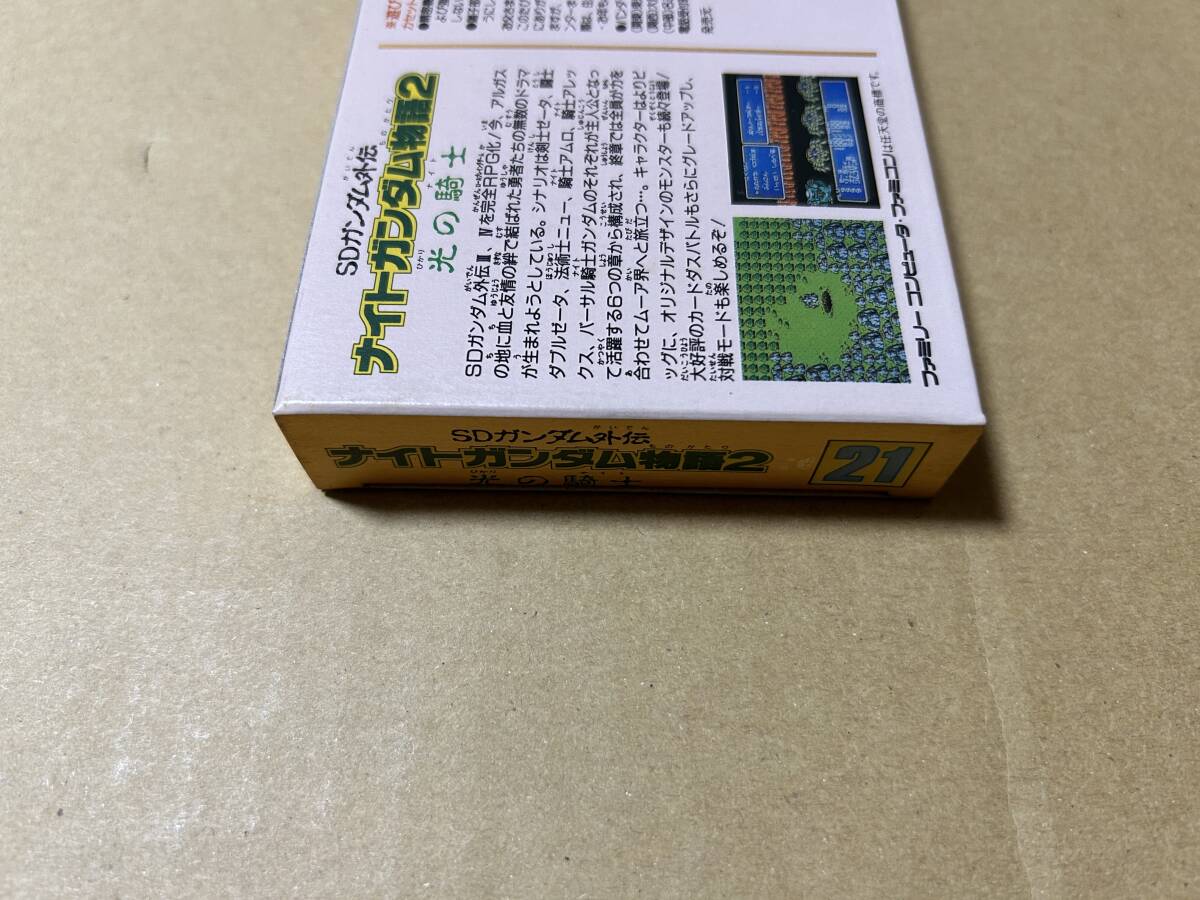 SDガンダム外伝
ナイトガンダム物語2
光の騎士
SDガンダム外伝Ⅲ、Ⅳを完全RPG化！今、アルガス
の地に血と友情の絆で結ばれた勇者たちの無数のドラマ
が生まれようとしている。シナリオは剣士ゼータ、闘士
ダブルゼータ、法術士ニュー、騎士アムロ、騎士アレッ
クス、バーサル騎士ガンダムのそれぞれが主人公となっ
て活躍する6つの章から構成され、終章では全員が力を
合わせてムーア界へと旅立つ…。キャラクターはよりビ
ッグに、オリジナルデザインのモンスターも続々登場！
大好評のカードダスバトルもさらにグレードアップし、
対戦モードも楽しめるぞ！
ファミリーコンピュータ・ファミコンは任天堂の商標です。
SDガンダム外伝
ナイトガンダム物語2
光の騎士
21
発売元